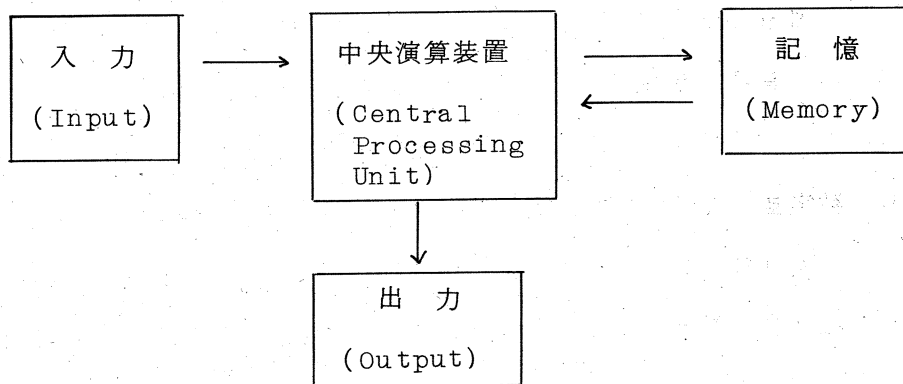 入 力
(Input)
中央演算装置
(Central
Processing
Unit)
記 憶
(Memory)
出 力
(Output)